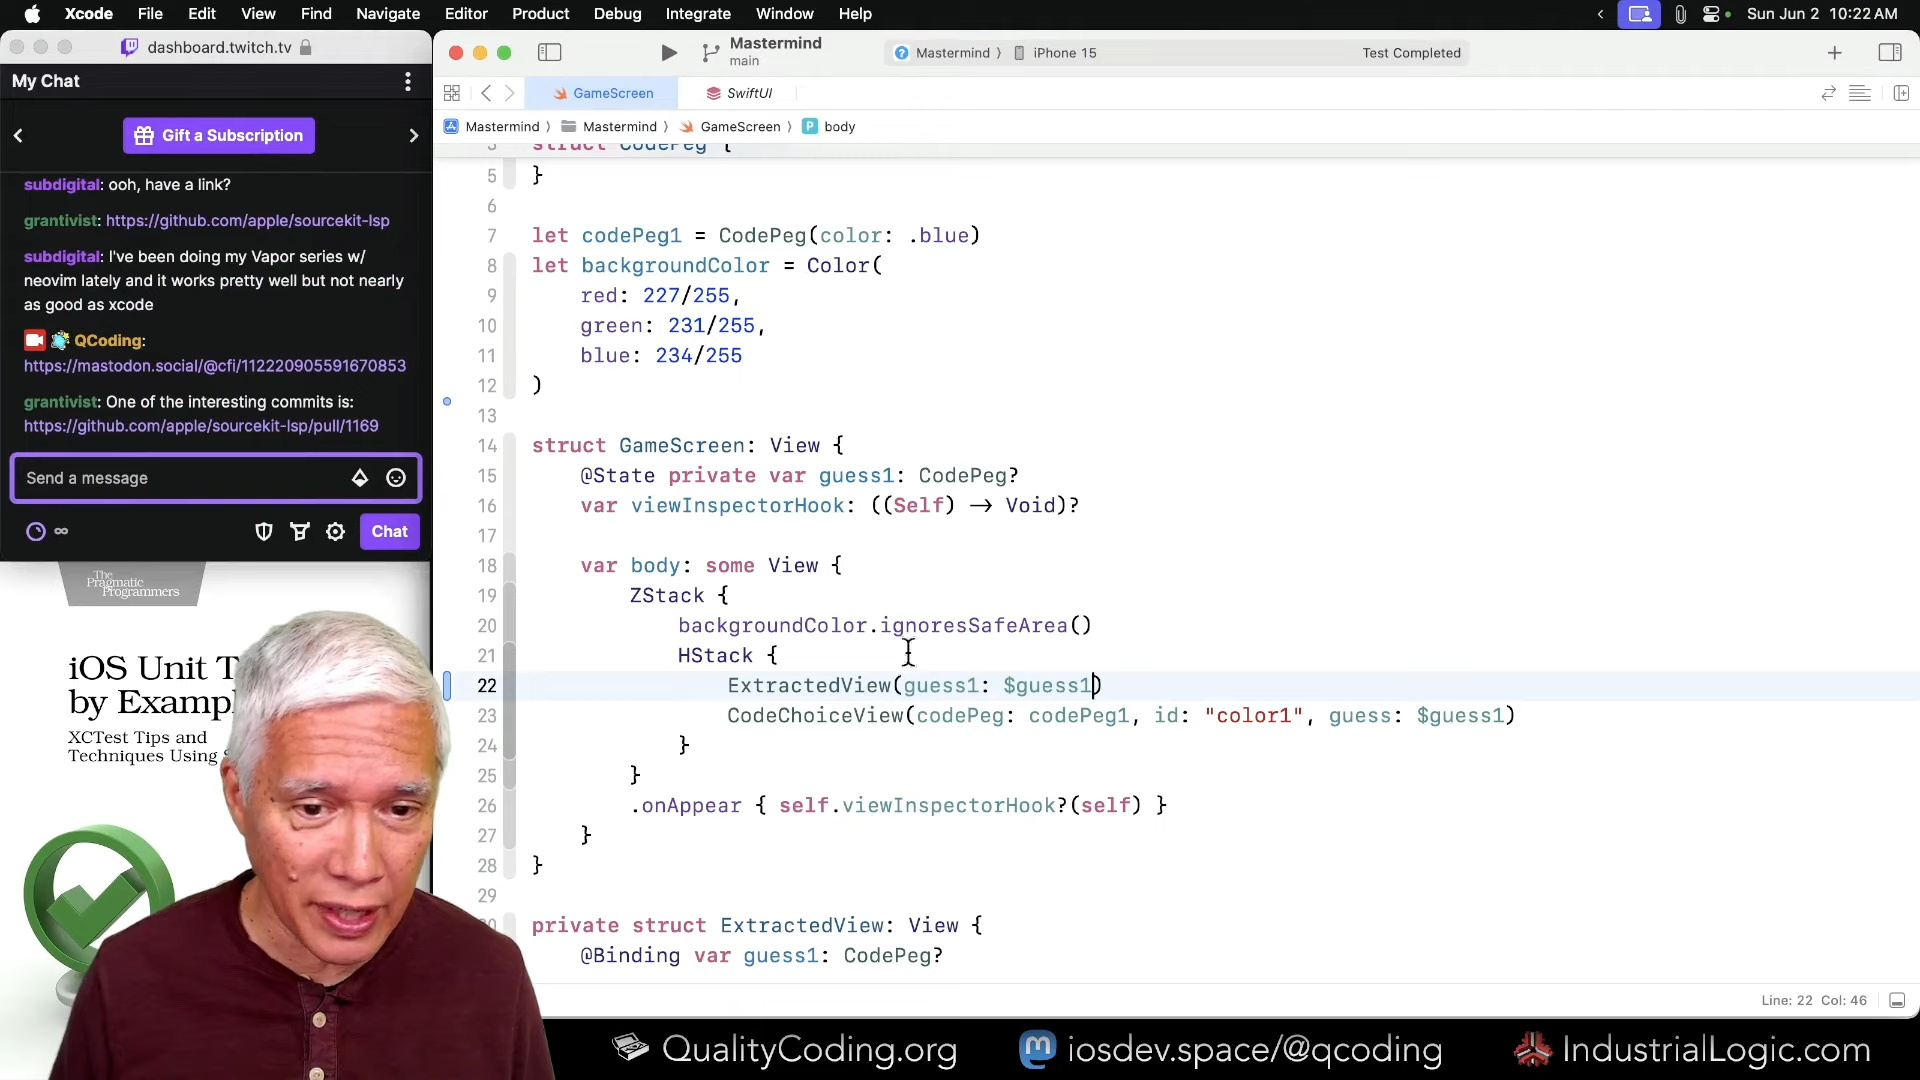 Xcode File Edit View Find Navigate Editor Product Debug Integrate Window Help
Sun Jun 2 10:22 AM
dashboard.twitch.tv
My Chat
Gift a Subscription
subdigital: ooh, have a link?
grantivist: https://github.com/apple/sourcekit-lsp
subdigital: I've been doing my Vapor series w/
neovim lately and it works pretty well but not nearly
as good as xcode
QCoding:
https://mastodon.social/@cfi/112220905591670853
grantivist: One of the interesting commits is:
https://github.com/apple/sourcekit-lsp/pull/1169
Send a message
∞
Chat
The
Pragmatic
Programmers
iOS Unit T
by Examp
XCTest Tips and
Techniques Using
Mastermind
main
Mastermind 〉 iPhone 15
Test Completed
GameScreen
SwiftUI
Mastermind 〉 Mastermind 〉 GameScreen 〉 P body
3 struct CodePeg {
5 }
6
7 let codePeg1 = CodePeg(color: .blue)
8 let backgroundColor = Color(
9 red: 227/255,
10 green: 231/255,
11 blue: 234/255
12 )
13
14 struct GameScreen: View {
15 @State private var guess1: CodePeg?
16 var viewInspectorHook: ((Self) -> Void)?
17
18 var body: some View {
19 ZStack {
20 backgroundColor.ignoresSafeArea()
21 HStack {
22 ExtractedView(guess1: $guess1)
23 CodeChoiceView(codePeg: codePeg1, id: "color1", guess: $guess1)
24 }
25 }
26 .onAppear { self.viewInspectorHook?(self) }
27 }
28 }
29
private struct ExtractedView: View {
@Binding var guess1: CodePeg?
Line: 22 Col: 46
QualityCoding.org
iosdev.space/@qcoding
IndustrialLogic.com